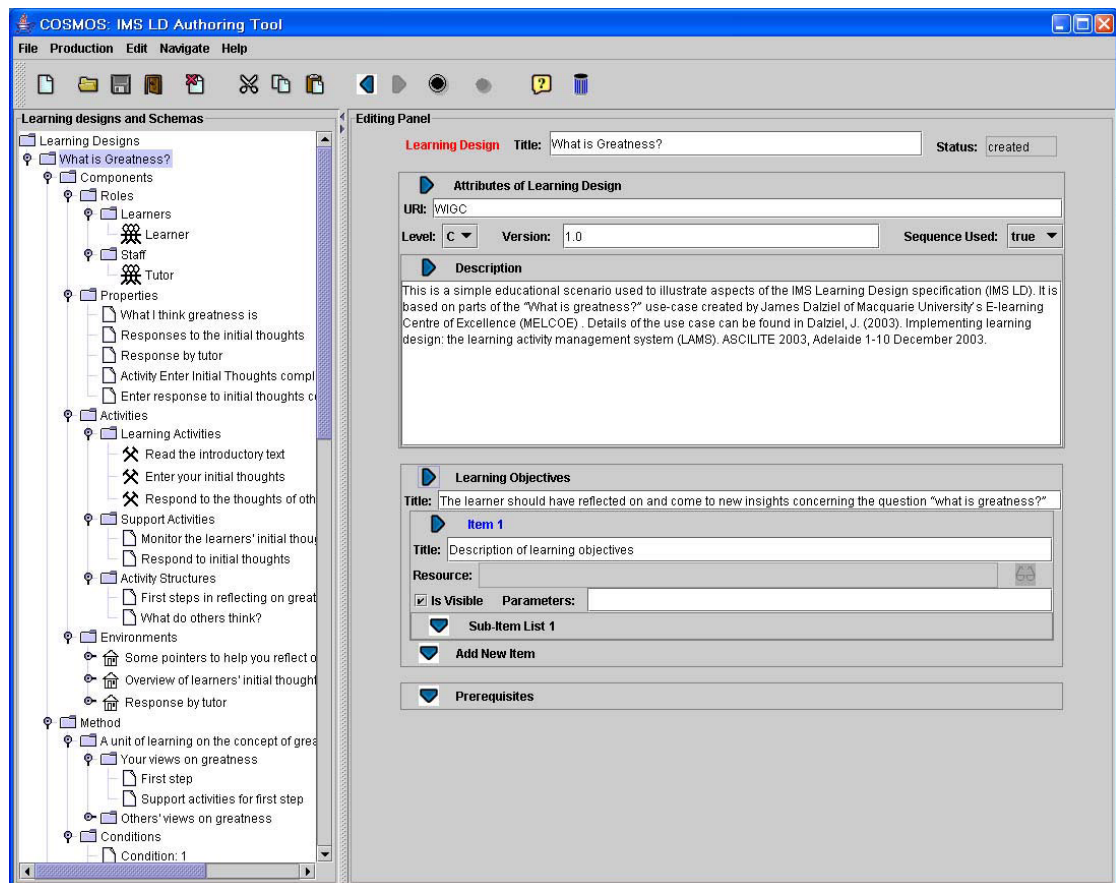 COSMOS: IMS LD Authoring Tool
File Production Edit Navigate Help
Learning designs and Schemas
Learning Designs
What is Greatness?
Components
Roles
Learners
Learner
Staff
Tutor
Properties
What I think greatness is
Responses to the initial thoughts
Response by tutor
Activity Enter Initial Thoughts compl
Enter response to initial thoughts c
Activities
Learning Activities
Read the introductory text
Enter your initial thoughts
Respond to the thoughts of oth
Support Activities
Monitor the learners' initial thou
Respond to initial thoughts
Activity Structures
First steps in reflecting on great
What do others think?
Environments
Some pointers to help you reflect o
Overview of learners' initial thought
Response by tutor
Method
A unit of learning on the concept of grea
Your views on greatness
First step
Support activities for first step
Others' views on greatness
Conditions
Condition: 1
Editing Panel
Learning Design Title: What is Greatness? Status: created
Attributes of Learning Design
URI: WIGC
Level: C Version: 1.0 Sequence Used: true
Description
This is a simple educational scenario used to illustrate aspects of the IMS Learning Design specification (IMS LD). It is
based on parts of the "What is greatness?" use-case created by James Dalziel of Macquarie University's E-learning
Centre of Excellence (MELCOE) . Details of the use case can be found in Dalziel, J. (2003). Implementing learning
design: the learning activity management system (LAMS). ASCILITE 2003, Adelaide 1-10 December 2003.
Learning Objectives
Title: The learner should have reflected on and come to new insights concerning the question "what is greatness?"
Item 1
Title: Description of learning objectives
Resource:
Is Visible Parameters:
Sub-Item List 1
Add New Item
Prerequisites